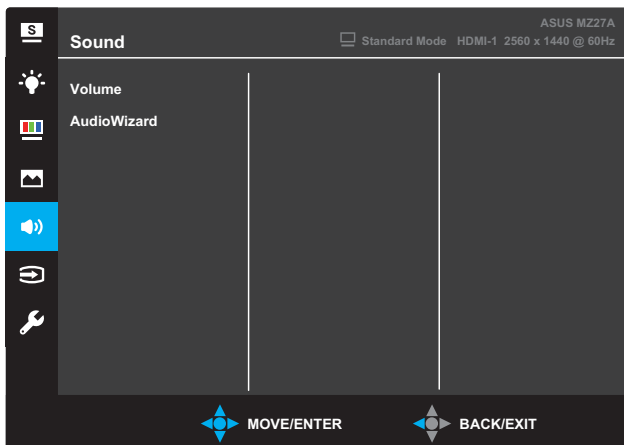 S
ASUS MZ27A
Sound
Standard Mode HDMI-1 2560 x 1440 @ 60Hz
Volume
AudioWizard
MOVE/ENTER
BACK/EXIT